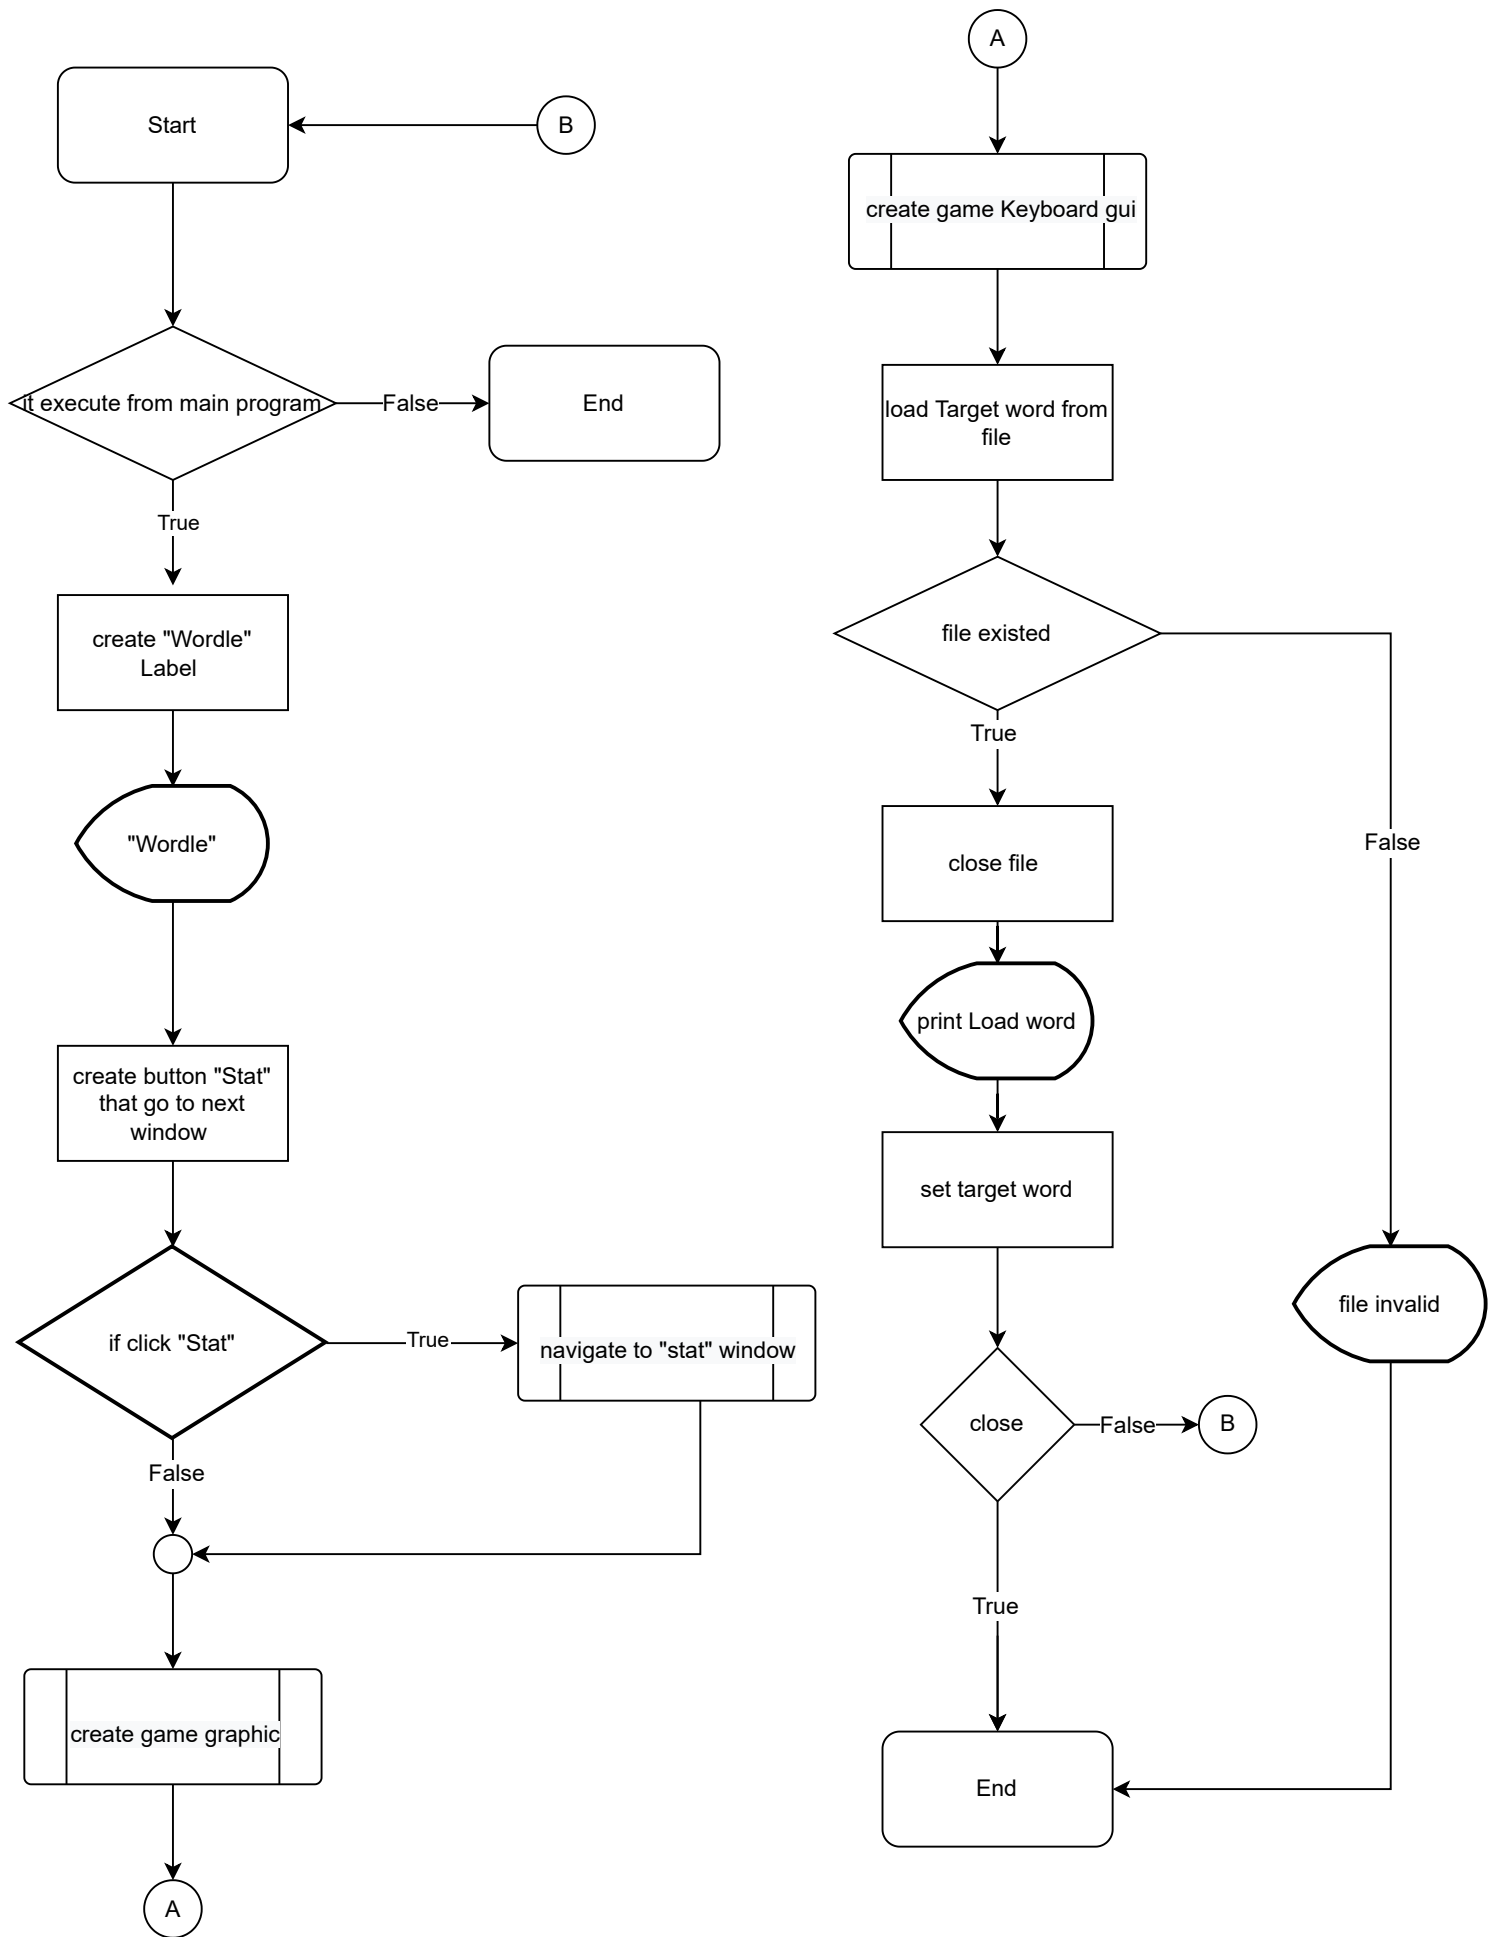 Start
B
it execute from main program
False
End
True
create "Wordle"
Label
"Wordle"
create button "Stat"
that go to next
window
if click "Stat"
True
navigate to "stat" window
False
create game graphic
A
A
create game Keyboard gui
load Target word from
file
file existed
True
False
close file
print Load word
set target word
file invalid
close
False
B
True
End